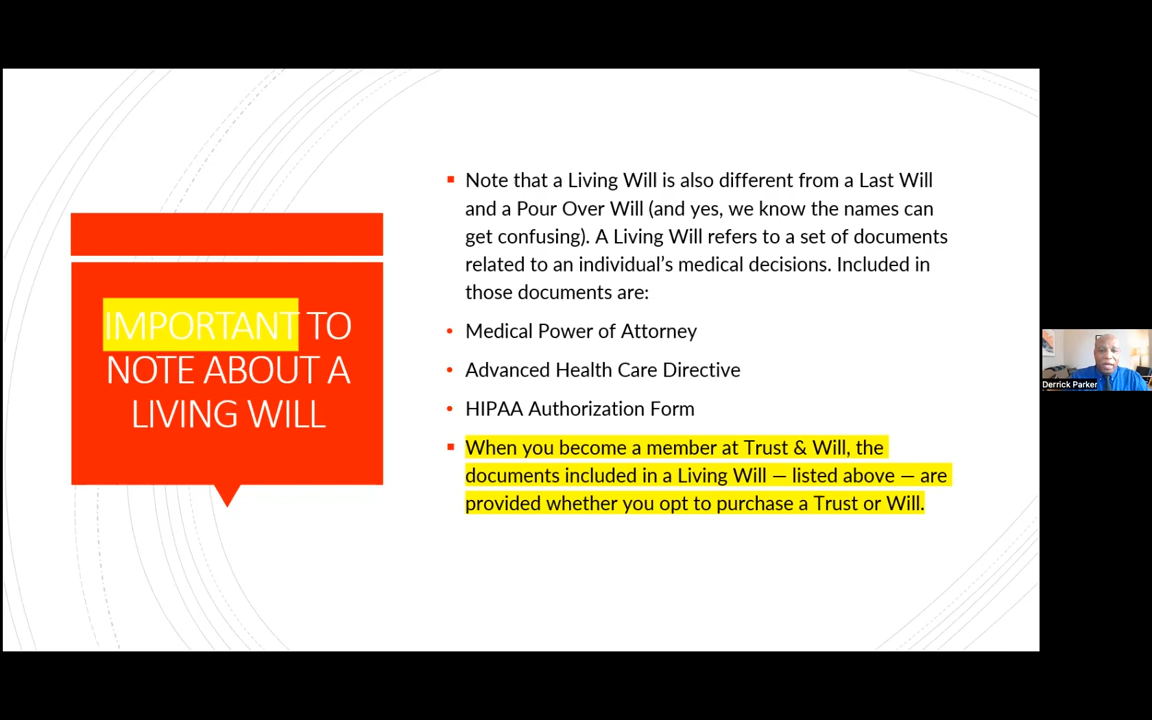 IMPORTANT TO
NOTE ABOUT A
LIVING WILL
Note that a Living Will is also different from a Last Will
and a Pour Over Will (and yes, we know the names can
get confusing). A Living Will refers to a set of documents
related to an individual’s medical decisions. Included in
those documents are:
Medical Power of Attorney
Advanced Health Care Directive
HIPAA Authorization Form
When you become a member at Trust & Will, the
documents included in a Living Will — listed above — are
provided whether you opt to purchase a Trust or Will.
Derrick Parker